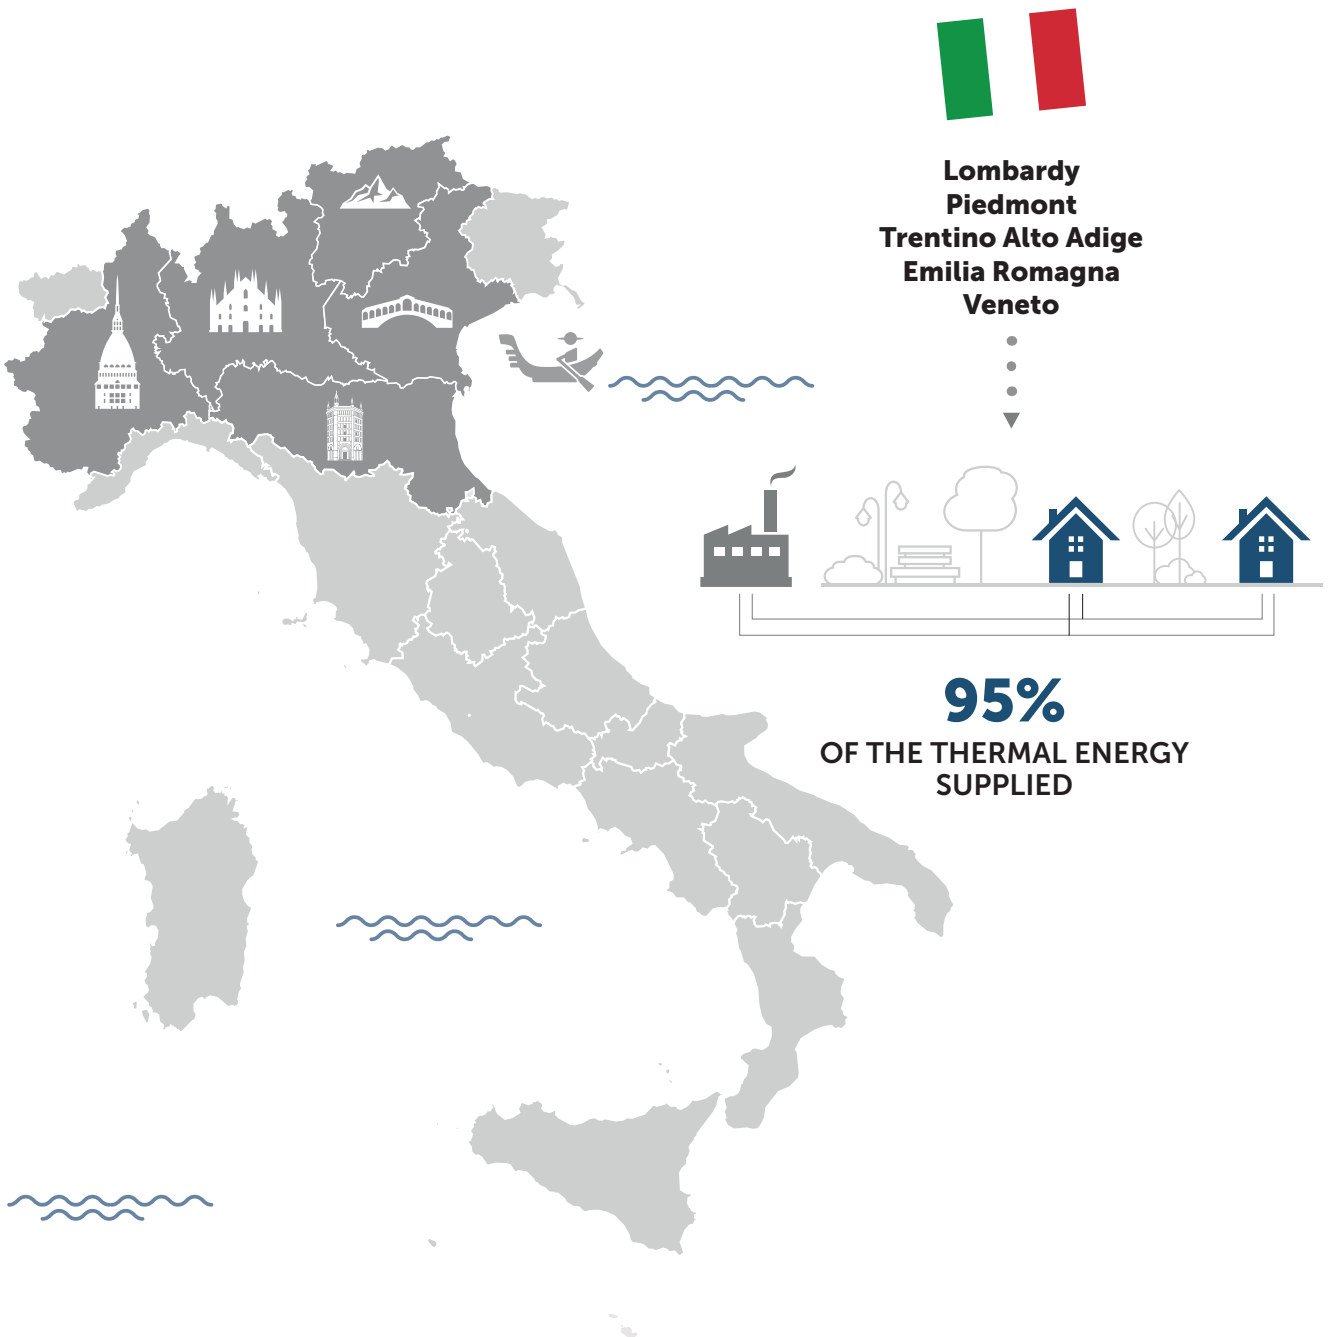 Lombardy
Piedmont
Trentino Alto Adige
Emilia Romagna
Veneto
95%
OF THE THERMAL ENERGY
SUPPLIED